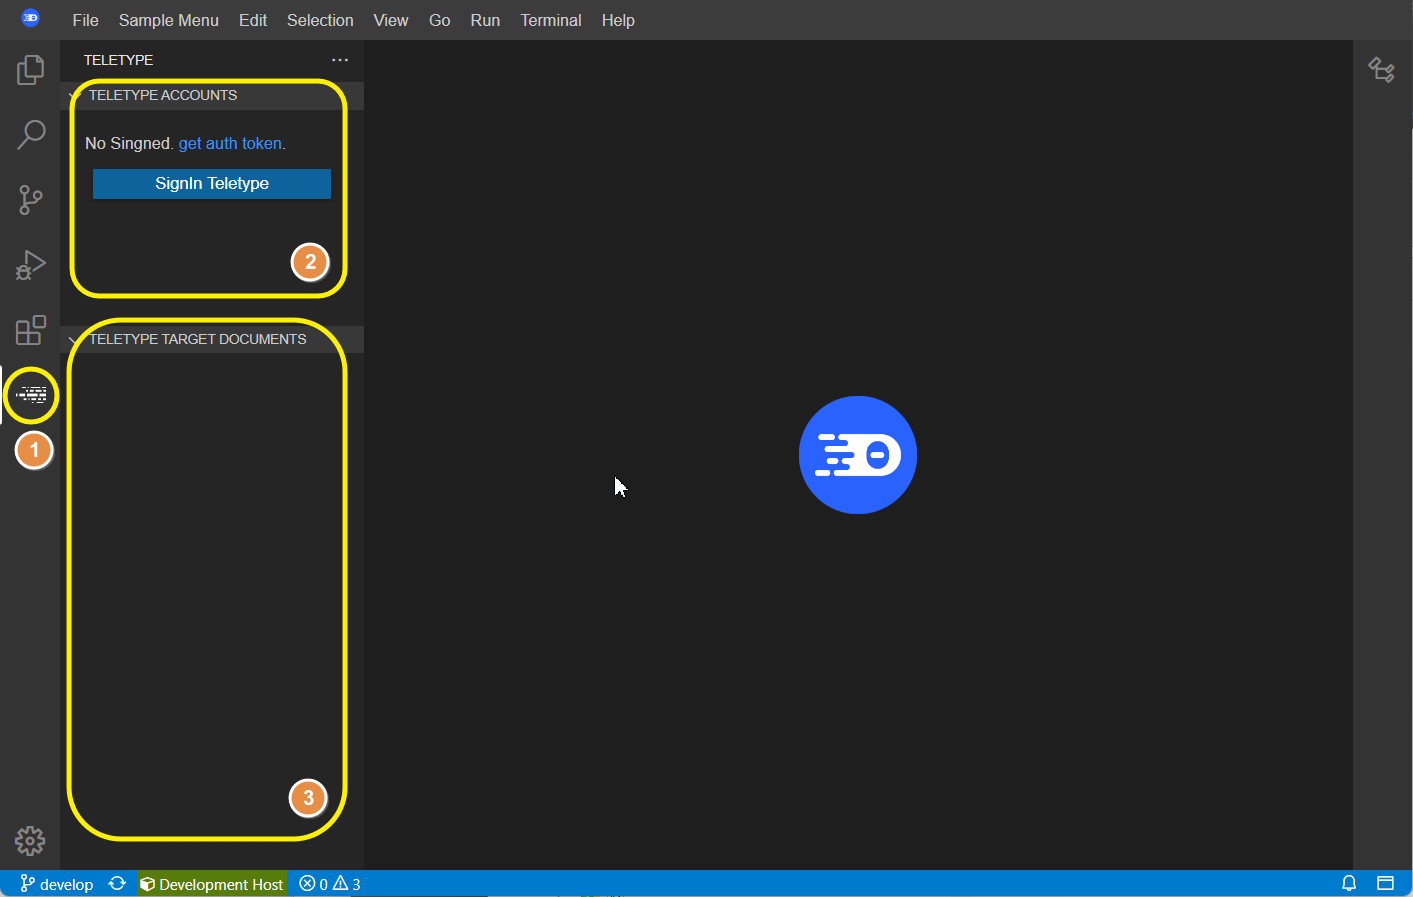 File Sample Menu Edit Selection View Go Run Terminal Help
TELETYPE ...
TELETYPE ACCOUNTS
No Singned. get auth token.
SignIn Teletype
2
TELETYPE TARGET DOCUMENTS
1
3
develop Development Host 0 3